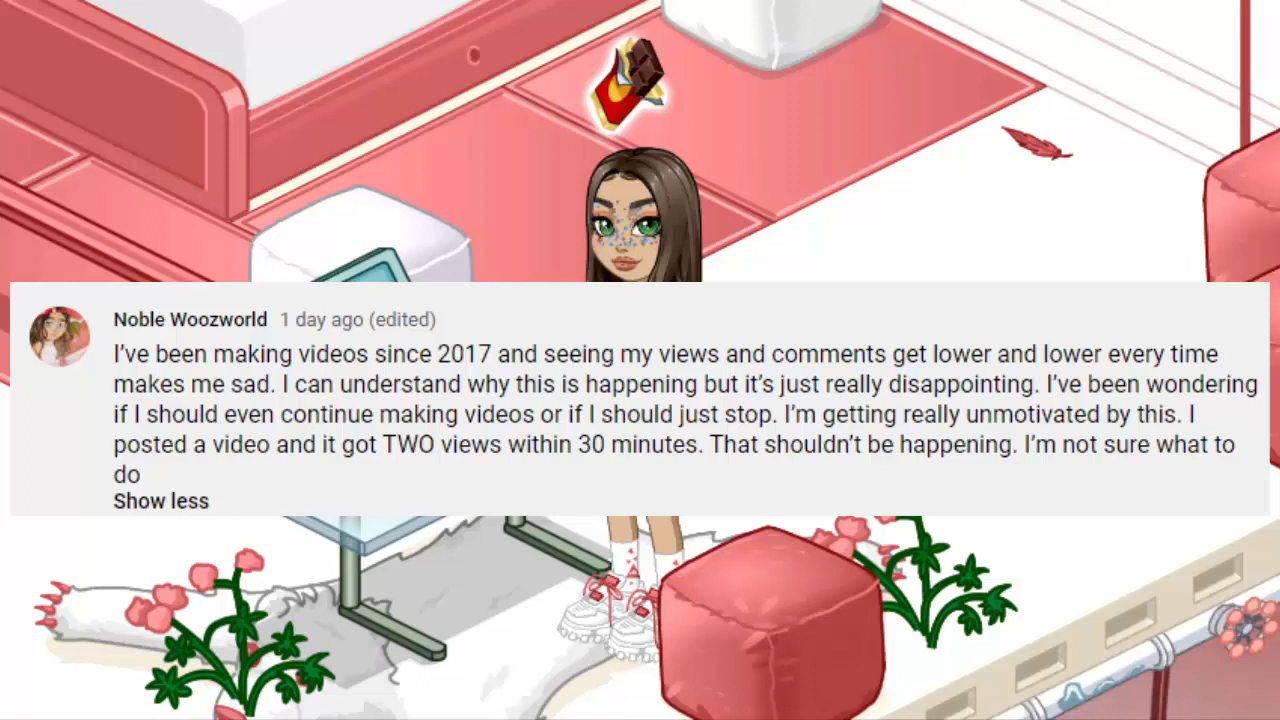 Noble Woozworld 1 day ago (edited)
I’ve been making videos since 2017 and seeing my views and comments get lower and lower every time
makes me sad. I can understand why this is happening but it’s just really disappointing. I’ve been wondering
if I should even continue making videos or if I should just stop. I’m getting really unmotivated by this. I
posted a video and it got TWO views within 30 minutes. That shouldn’t be happening. I’m not sure what to
do
Show less